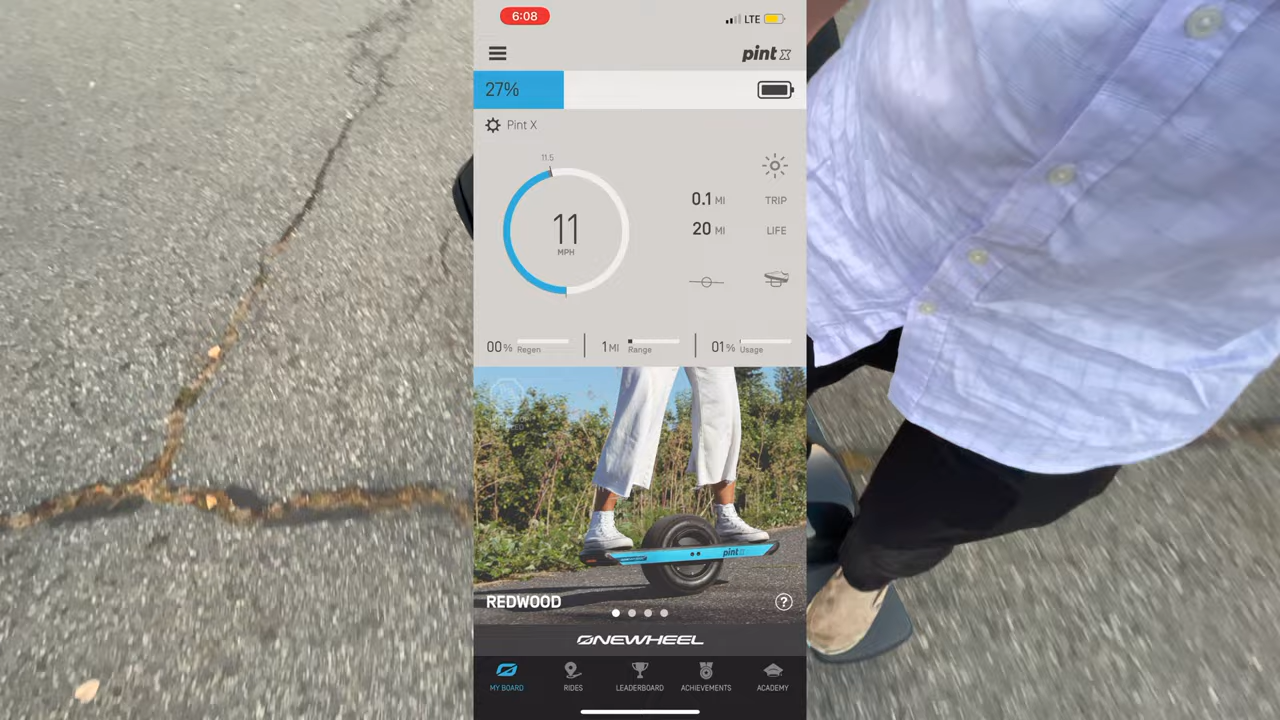 6:08
LTE
pint x
27%
Pint X
11.5
11
MPH
0.1 MI TRIP
20 MI LIFE
00% Regen
1 MI Range
01% Usage
pint x
REDWOOD
?
ONEWHEEL
MY BOARD
RIDES
LEADERBOARD
ACHIEVEMENTS
ACADEMY